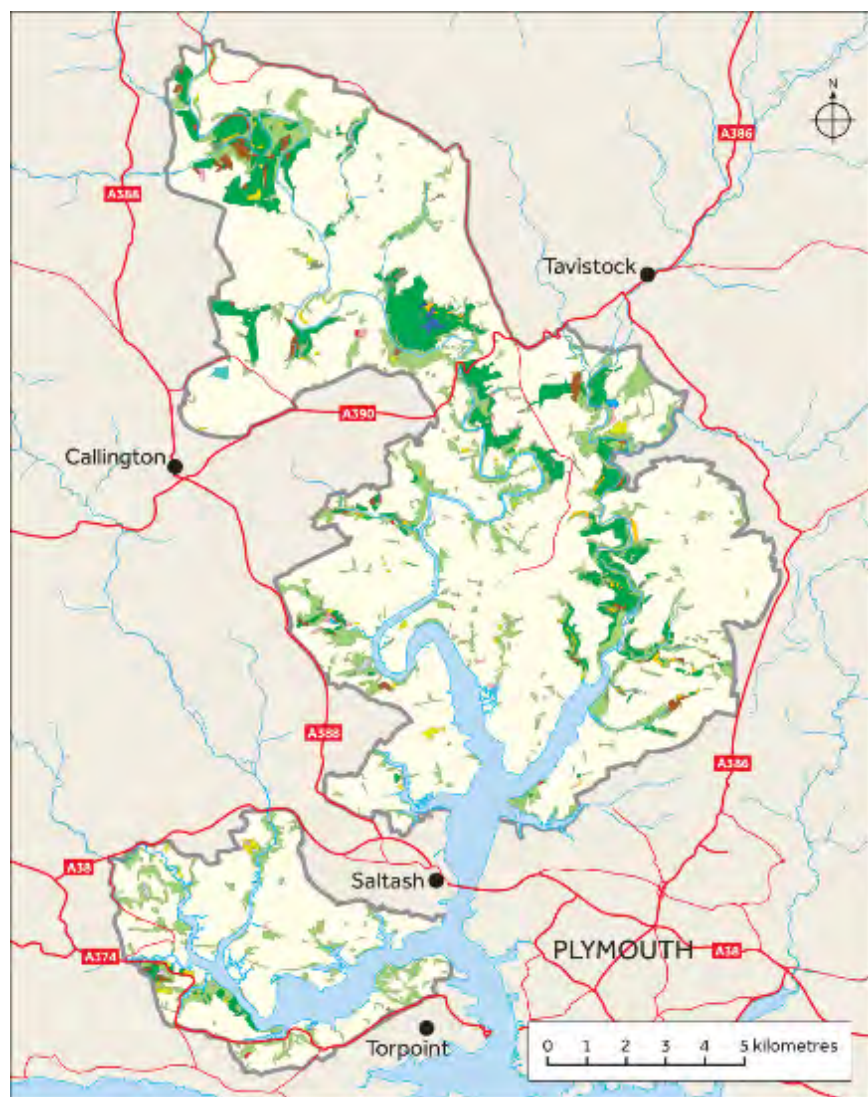 N
A386
A388
Tavistock
A390
Callington
A388
A386
A38
Saltash
A374
PLYMOUTH
A38
Torpoint
0 1 2 3 4 5 kilometres